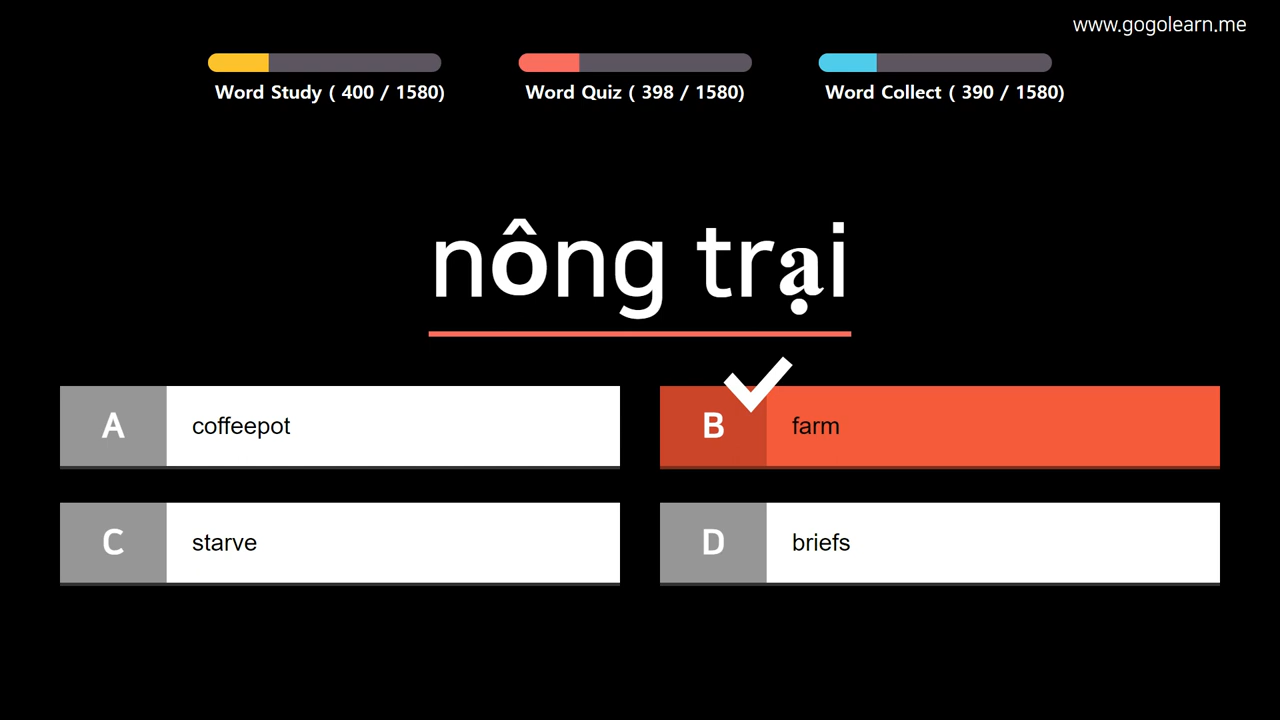 www.gogolearn.me
Word Study ( 400 / 1580)
Word Quiz ( 398 / 1580)
Word Collect ( 390 / 1580)
nông trại
A
coffeepot
B
farm
C
starve
D
briefs